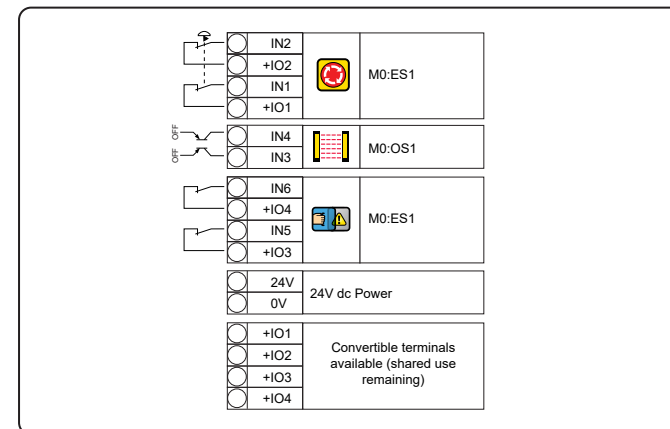 IN2
+IO2
IN1
+IO1
M0:ES1
OFF
OFF
IN4
IN3
M0:OS1
IN6
+IO4
IN5
+IO3
M0:ES1
24V
0V
24V dc Power
+IO1
+IO2
+IO3
+IO4
Convertible terminals
available (shared use
remaining)